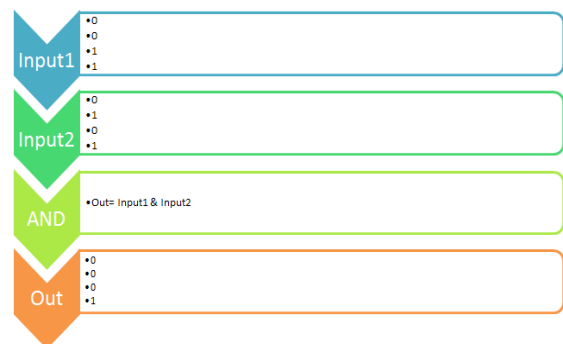 Input1
•0
•0
•1
•1
Input2
•0
•1
•0
•1
AND
•Out= Input1 & Input2
Out
•0
•0
•0
•1